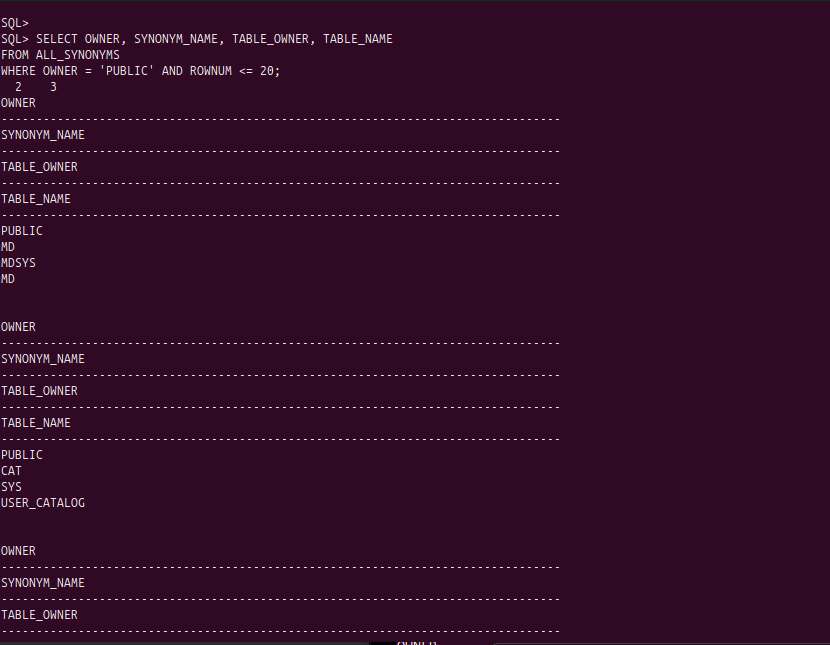 SQL>
SQL> SELECT OWNER, SYNONYM_NAME, TABLE_OWNER, TABLE_NAME
FROM ALL_SYNONYMS
WHERE OWNER = 'PUBLIC' AND ROWNUM <= 20;
  2    3
OWNER
--------------------------------------------------------------------------------
SYNONYM_NAME
--------------------------------------------------------------------------------
TABLE_OWNER
--------------------------------------------------------------------------------
TABLE_NAME
--------------------------------------------------------------------------------
PUBLIC
MD
MDSYS
MD
OWNER
--------------------------------------------------------------------------------
SYNONYM_NAME
--------------------------------------------------------------------------------
TABLE_OWNER
--------------------------------------------------------------------------------
TABLE_NAME
--------------------------------------------------------------------------------
PUBLIC
CAT
SYS
USER_CATALOG
OWNER
--------------------------------------------------------------------------------
SYNONYM_NAME
--------------------------------------------------------------------------------
TABLE_OWNER
--------------------------------------------------------------------------------